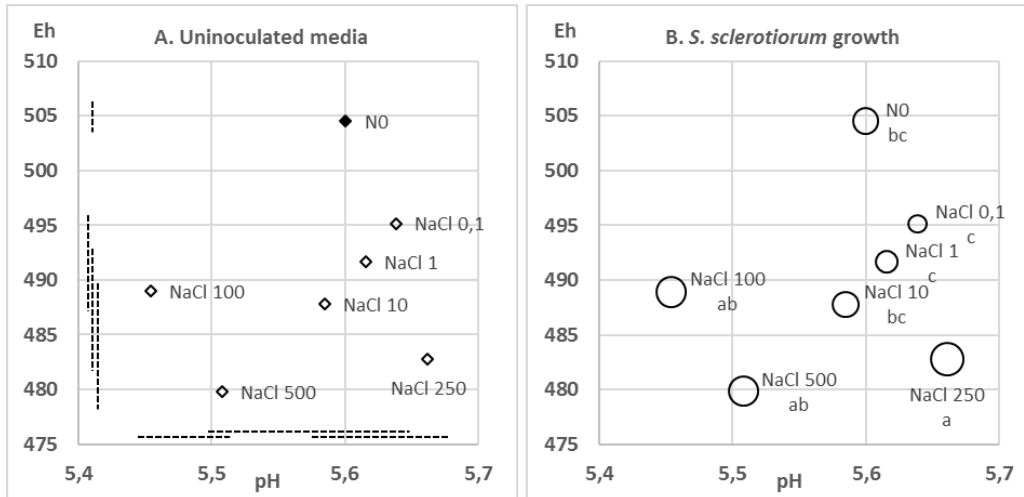 Eh
A. Uninoculated media
510
505
500
495
490
485
480
475
N0
NaCl 0,1
NaCl 1
NaCl 100
NaCl 10
NaCl 250
NaCl 500
5,4
5,5
5,6
5,7
pH
Eh
B. S. sclerotiorum growth
510
505
500
495
490
485
480
475
N0
bc
NaCl 0,1
c
NaCl 1
c
NaCl 100
ab
NaCl 10
bc
NaCl 500
ab
NaCl 250
a
5,4
5,5
5,6
5,7
pH